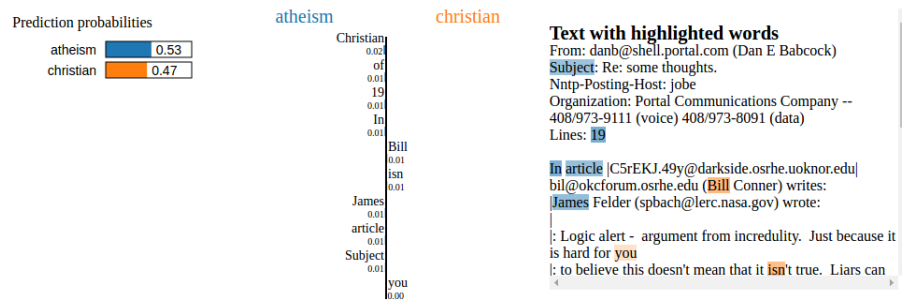 Prediction probabilities
atheism 0.53
christian 0.47
atheism christian
Christian
0.02
of
0.01
19
0.01
In
0.01
Bill
0.01
isn
0.01
James
0.01
article
0.01
Subject
0.01
you
0.00
Text with highlighted words
From: danb@shell.portal.com (Dan E Babcock)
Subject: Re: some thoughts.
Nntp-Posting-Host: jobe
Organization: Portal Communications Company --
408/973-9111 (voice) 408/973-8091 (data)
Lines: 19
In article |C5rEKJ.49y@darkside.osrhe.uoknor.edu|
bil@okcforum.osrhe.edu (Bill Conner) writes:
|James Felder (spbach@lerc.nasa.gov) wrote:
|
|: Logic alert - argument from incredulity. Just because it
is hard for you
|: to believe this doesn't mean that it isn't true. Liars can